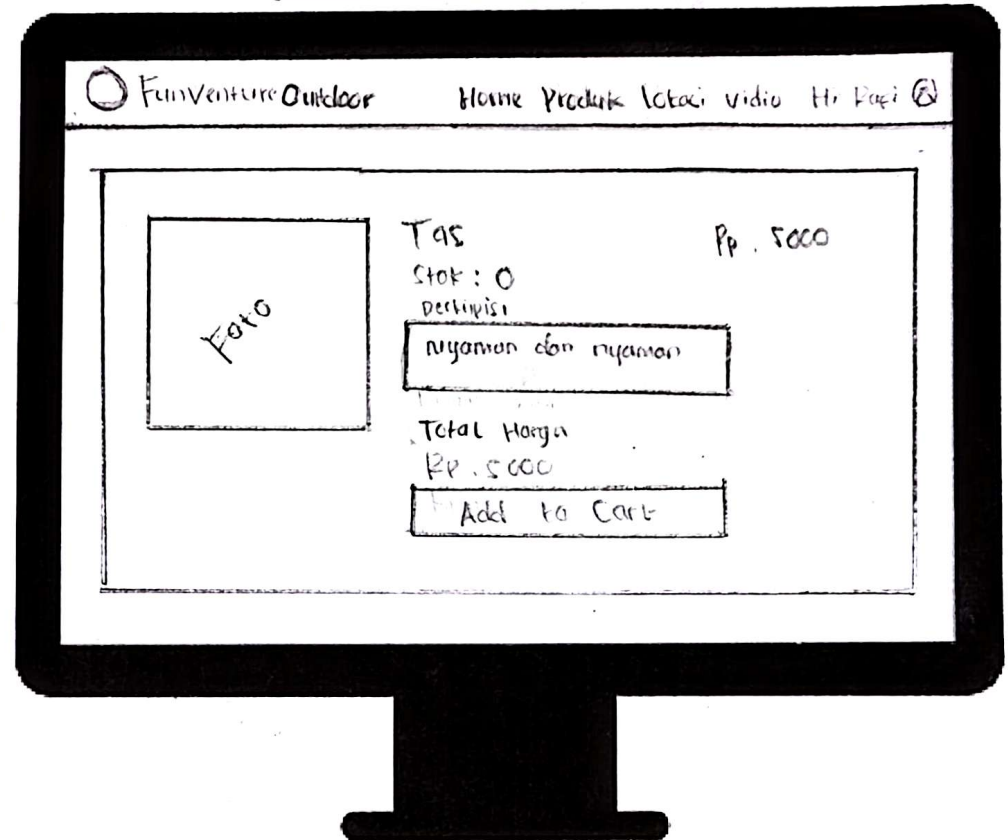 FunVenture Outdoor Home Produk lokasi vidio Hi
Foto
Tas Rp. 5000
Stok : 0
Deskripsi
nyaman dan nyaman
Total Harga
Rp. 5000
Add to Cart